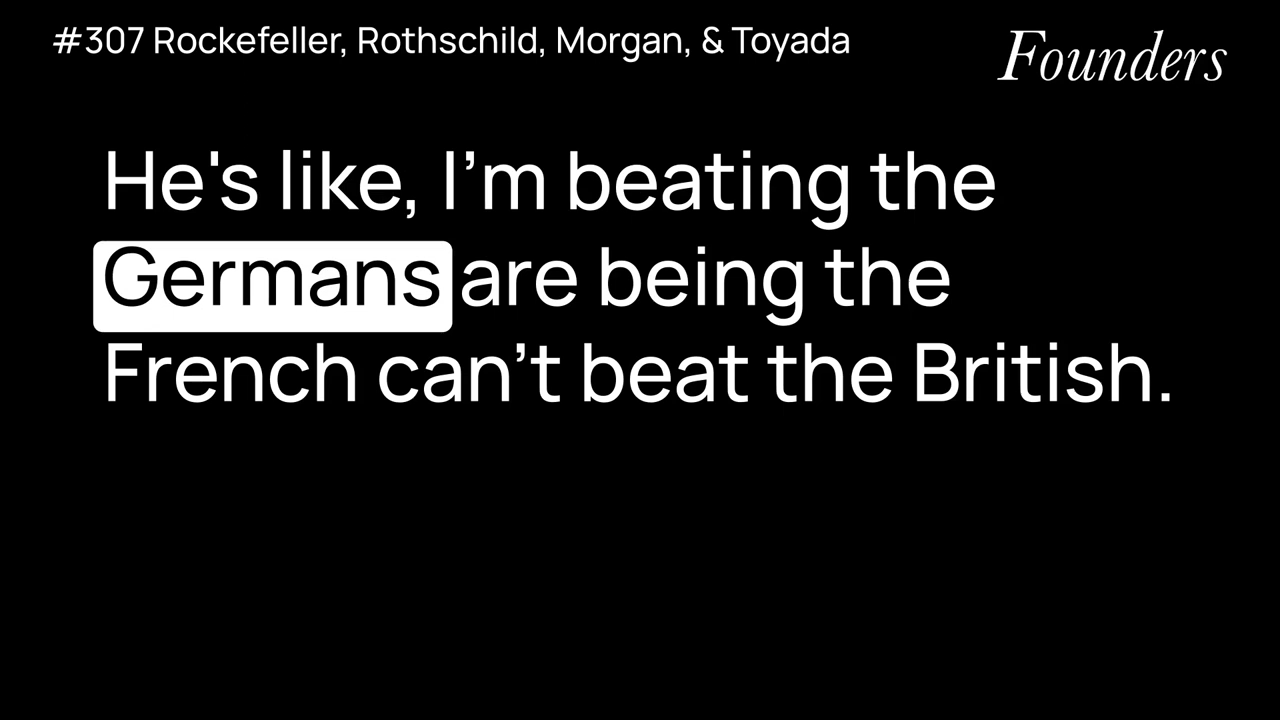 #307 Rockefeller, Rothschild, Morgan, & Toyada
Founders
He's like, I’m beating the
Germans are being the
French can’t beat the British.